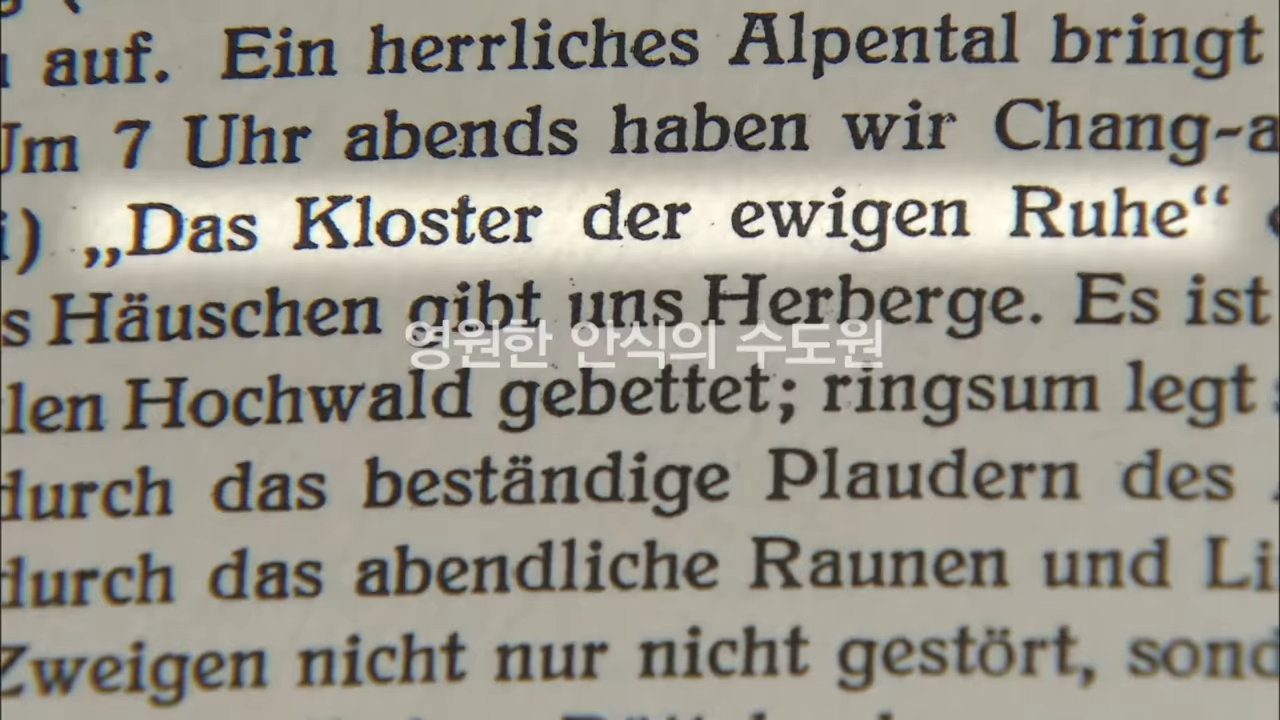 auf. Ein herrliches Alpental bringt
Um 7 Uhr abends haben wir Chang-a
i) „Das Kloster der ewigen Ruhe“
s Häuschen gibt uns Herberge. Es ist
영원한 안식의 수도원
len Hochwald gebettet; ringsum legt
durch das beständige Plaudern des
durch das abendliche Raunen und Li
Zweigen nicht nur nicht gestört, sond